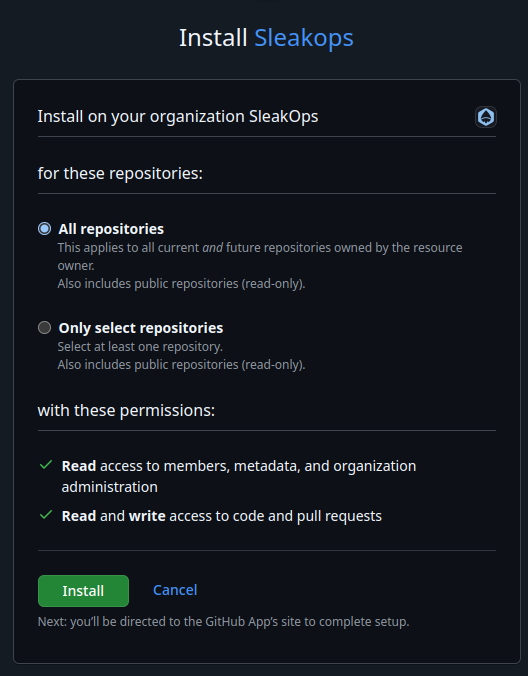 Install Sleakops
Install on your organization SleakOps
for these repositories:
All repositories
This applies to all current and future repositories owned by the resource
owner.
Also includes public repositories (read-only).
Only select repositories
Select at least one repository.
Also includes public repositories (read-only).
with these permissions:
Read access to members, metadata, and organization
administration
Read and write access to code and pull requests
Install Cancel
Next: you'll be directed to the GitHub App's site to complete setup.